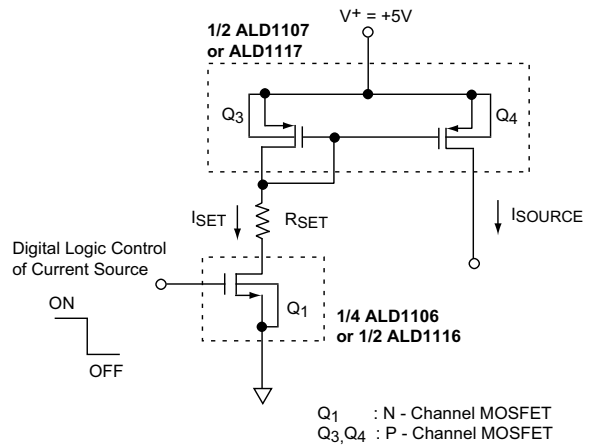 V+ = +5V
1/2 ALD1107
or ALD1117
Q3
Q4
ISET
RSET
ISOURCE
Digital Logic Control
of Current Source
ON
OFF
Q1
1/4 ALD1106
or 1/2 ALD1116
Q1 : N - Channel MOSFET
Q3,Q4 : P - Channel MOSFET